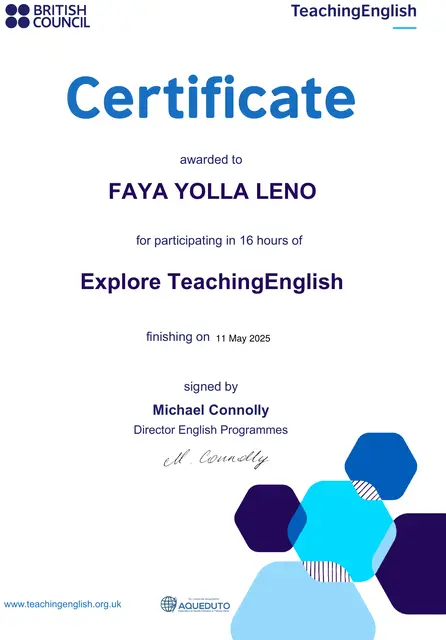 BRITISH
COUNCIL
TeachingEnglish
Certificate
awarded to
FAYA YOLLA LENO
for participating in 16 hours of
Explore TeachingEnglish
finishing on 11 May 2025
signed by
Michael Connolly
Director English Programmes
M. Connolly
www.teachingenglish.org.uk
AQUEDUTO